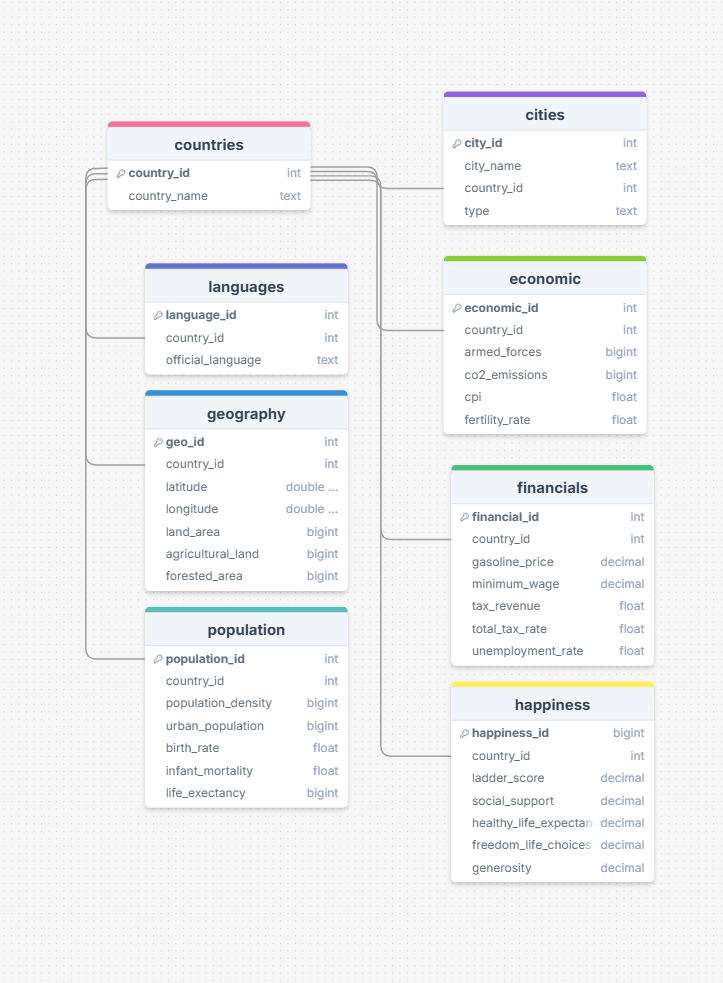 countries
country_id int
country_name text
languages
language_id int
country_id int
official_language text
geography
geo_id int
country_id int
latitude double ...
longitude double ...
land_area bigint
agricultural_land bigint
forested_area bigint
population
population_id int
country_id int
population_density bigint
urban_population bigint
birth_rate float
infant_mortality float
life_exectancy bigint
cities
city_id int
city_name text
country_id int
type text
economic
economic_id int
country_id int
armed_forces bigint
co2_emissions bigint
cpi float
fertility_rate float
financials
financial_id int
country_id int
gasoline_price decimal
minimum_wage decimal
tax_revenue float
total_tax_rate float
unemployment_rate float
happiness
happiness_id bigint
country_id int
ladder_score decimal
social_support decimal
healthy_life_expectan decimal
freedom_life_choices decimal
generosity decimal